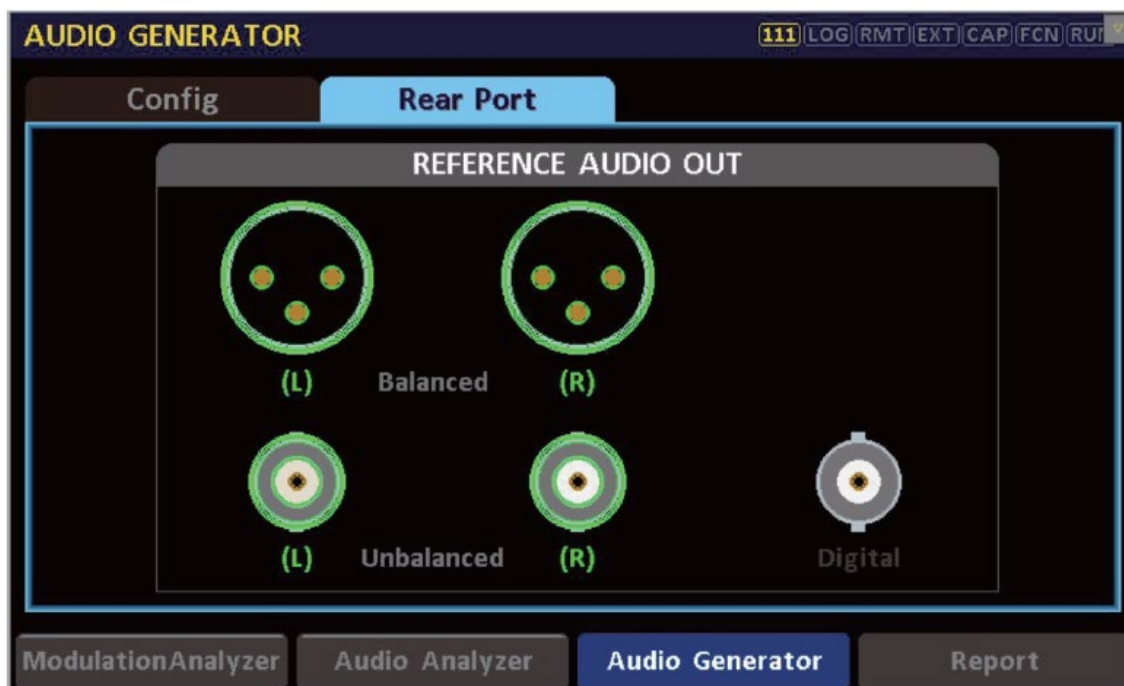 AUDIO GENERATOR 111 LOG RMT EXT CAP FCN
Config Rear Port
REFERENCE AUDIO OUT
(L) Balanced (R)
(L) Unbalanced (R) Digital
ModulationAnalyzer Audio Analyzer Audio Generator Report